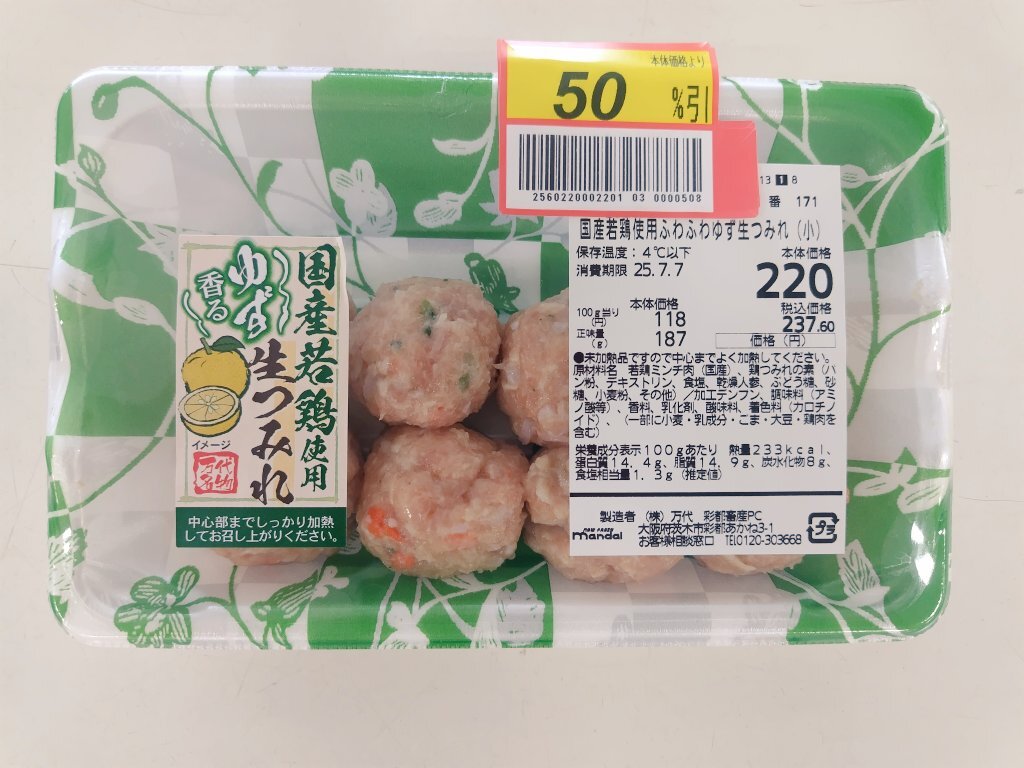 本体価格より
50 %引
2560220002201 03 0000508
13 1 8
番 171
国産若鶏使用ふわふわゆず生つみれ(小)
保存温度:4℃以下
消費期限 25.7.7
本体価格
220
税込価格
237.60
価格(円)
本体価格
100g当り(円) 118
正味量(g) 187
●未加熱品ですので中心までよく加熱してください。
原材料名 若鶏ミンチ肉(国産)、鶏つみれの素(パ
ン粉、デキストリン、食塩、乾燥人参、ぶどう糖、砂
糖、小麦粉、その他)/加工デンプン、調味料(アミ
ノ酸等)、香料、乳化剤、酸味料、着色料(カロチノ
イド)、(一部に小麦・乳成分・ごま・大豆・鶏肉を
含む)
栄養成分表示100gあたり 熱量233kcal、
蛋白質14.4g、脂質14.9g、炭水化物8g、
食塩相当量1.3g(推定値)
製造者 (株)万代 彩都畜産PC
大阪府茨木市彩都あかね3-1
お客様相談窓口 TEL0120-303668
mandai
プラ
国産若鶏使用
香るゆず
生つみれ
イメージ
万代名物
中心部までしっかり加熱
してお召し上がりください。